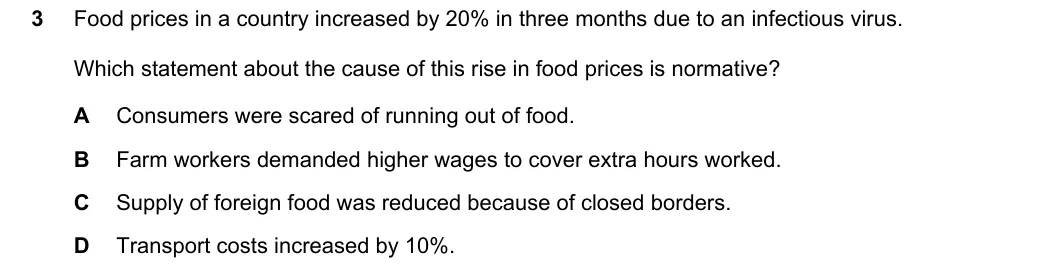 3 Food prices in a country increased by 20% in three months due to an infectious virus.
Which statement about the cause of this rise in food prices is normative?
A Consumers were scared of running out of food.
B Farm workers demanded higher wages to cover extra hours worked.
C Supply of foreign food was reduced because of closed borders.
D Transport costs increased by 10%.